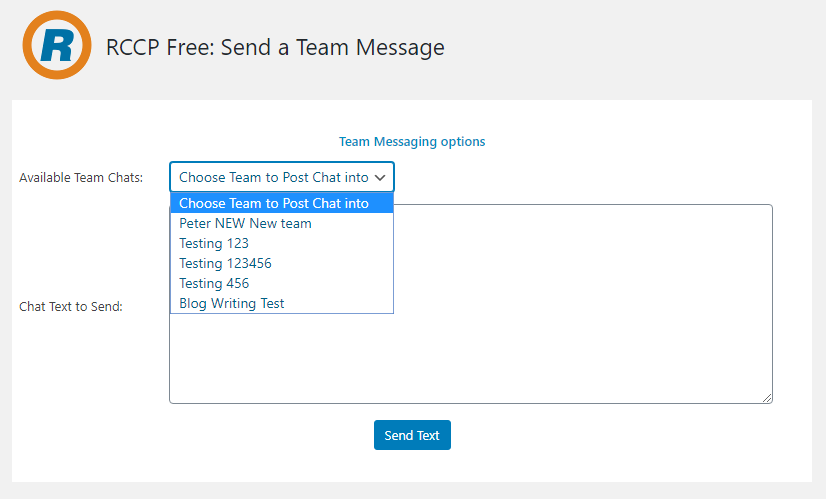 R
RCCP Free: Send a Team Message
Team Messaging options
Available Team Chats:
Choose Team to Post Chat into
Choose Team to Post Chat into
Peter NEW New team
Testing 123
Testing 123456
Testing 456
Blog Writing Test
Chat Text to Send:
Send Text